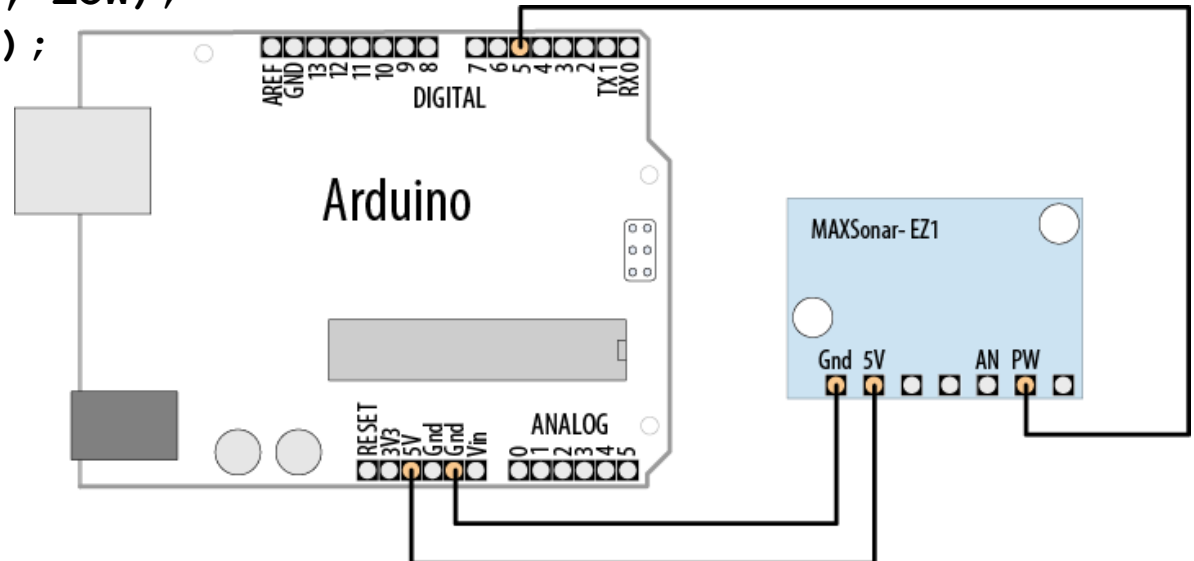 , Low);
);
AREF GND 13 12 11 10 9 8 7 6 5 4 3 2 TX 1 RX 0
DIGITAL
Arduino
MAXSonar- EZ1
Gnd 5V AN PW
RESET 3V3 5V Gnd Gnd Vin
ANALOG
0 1 2 3 4 5